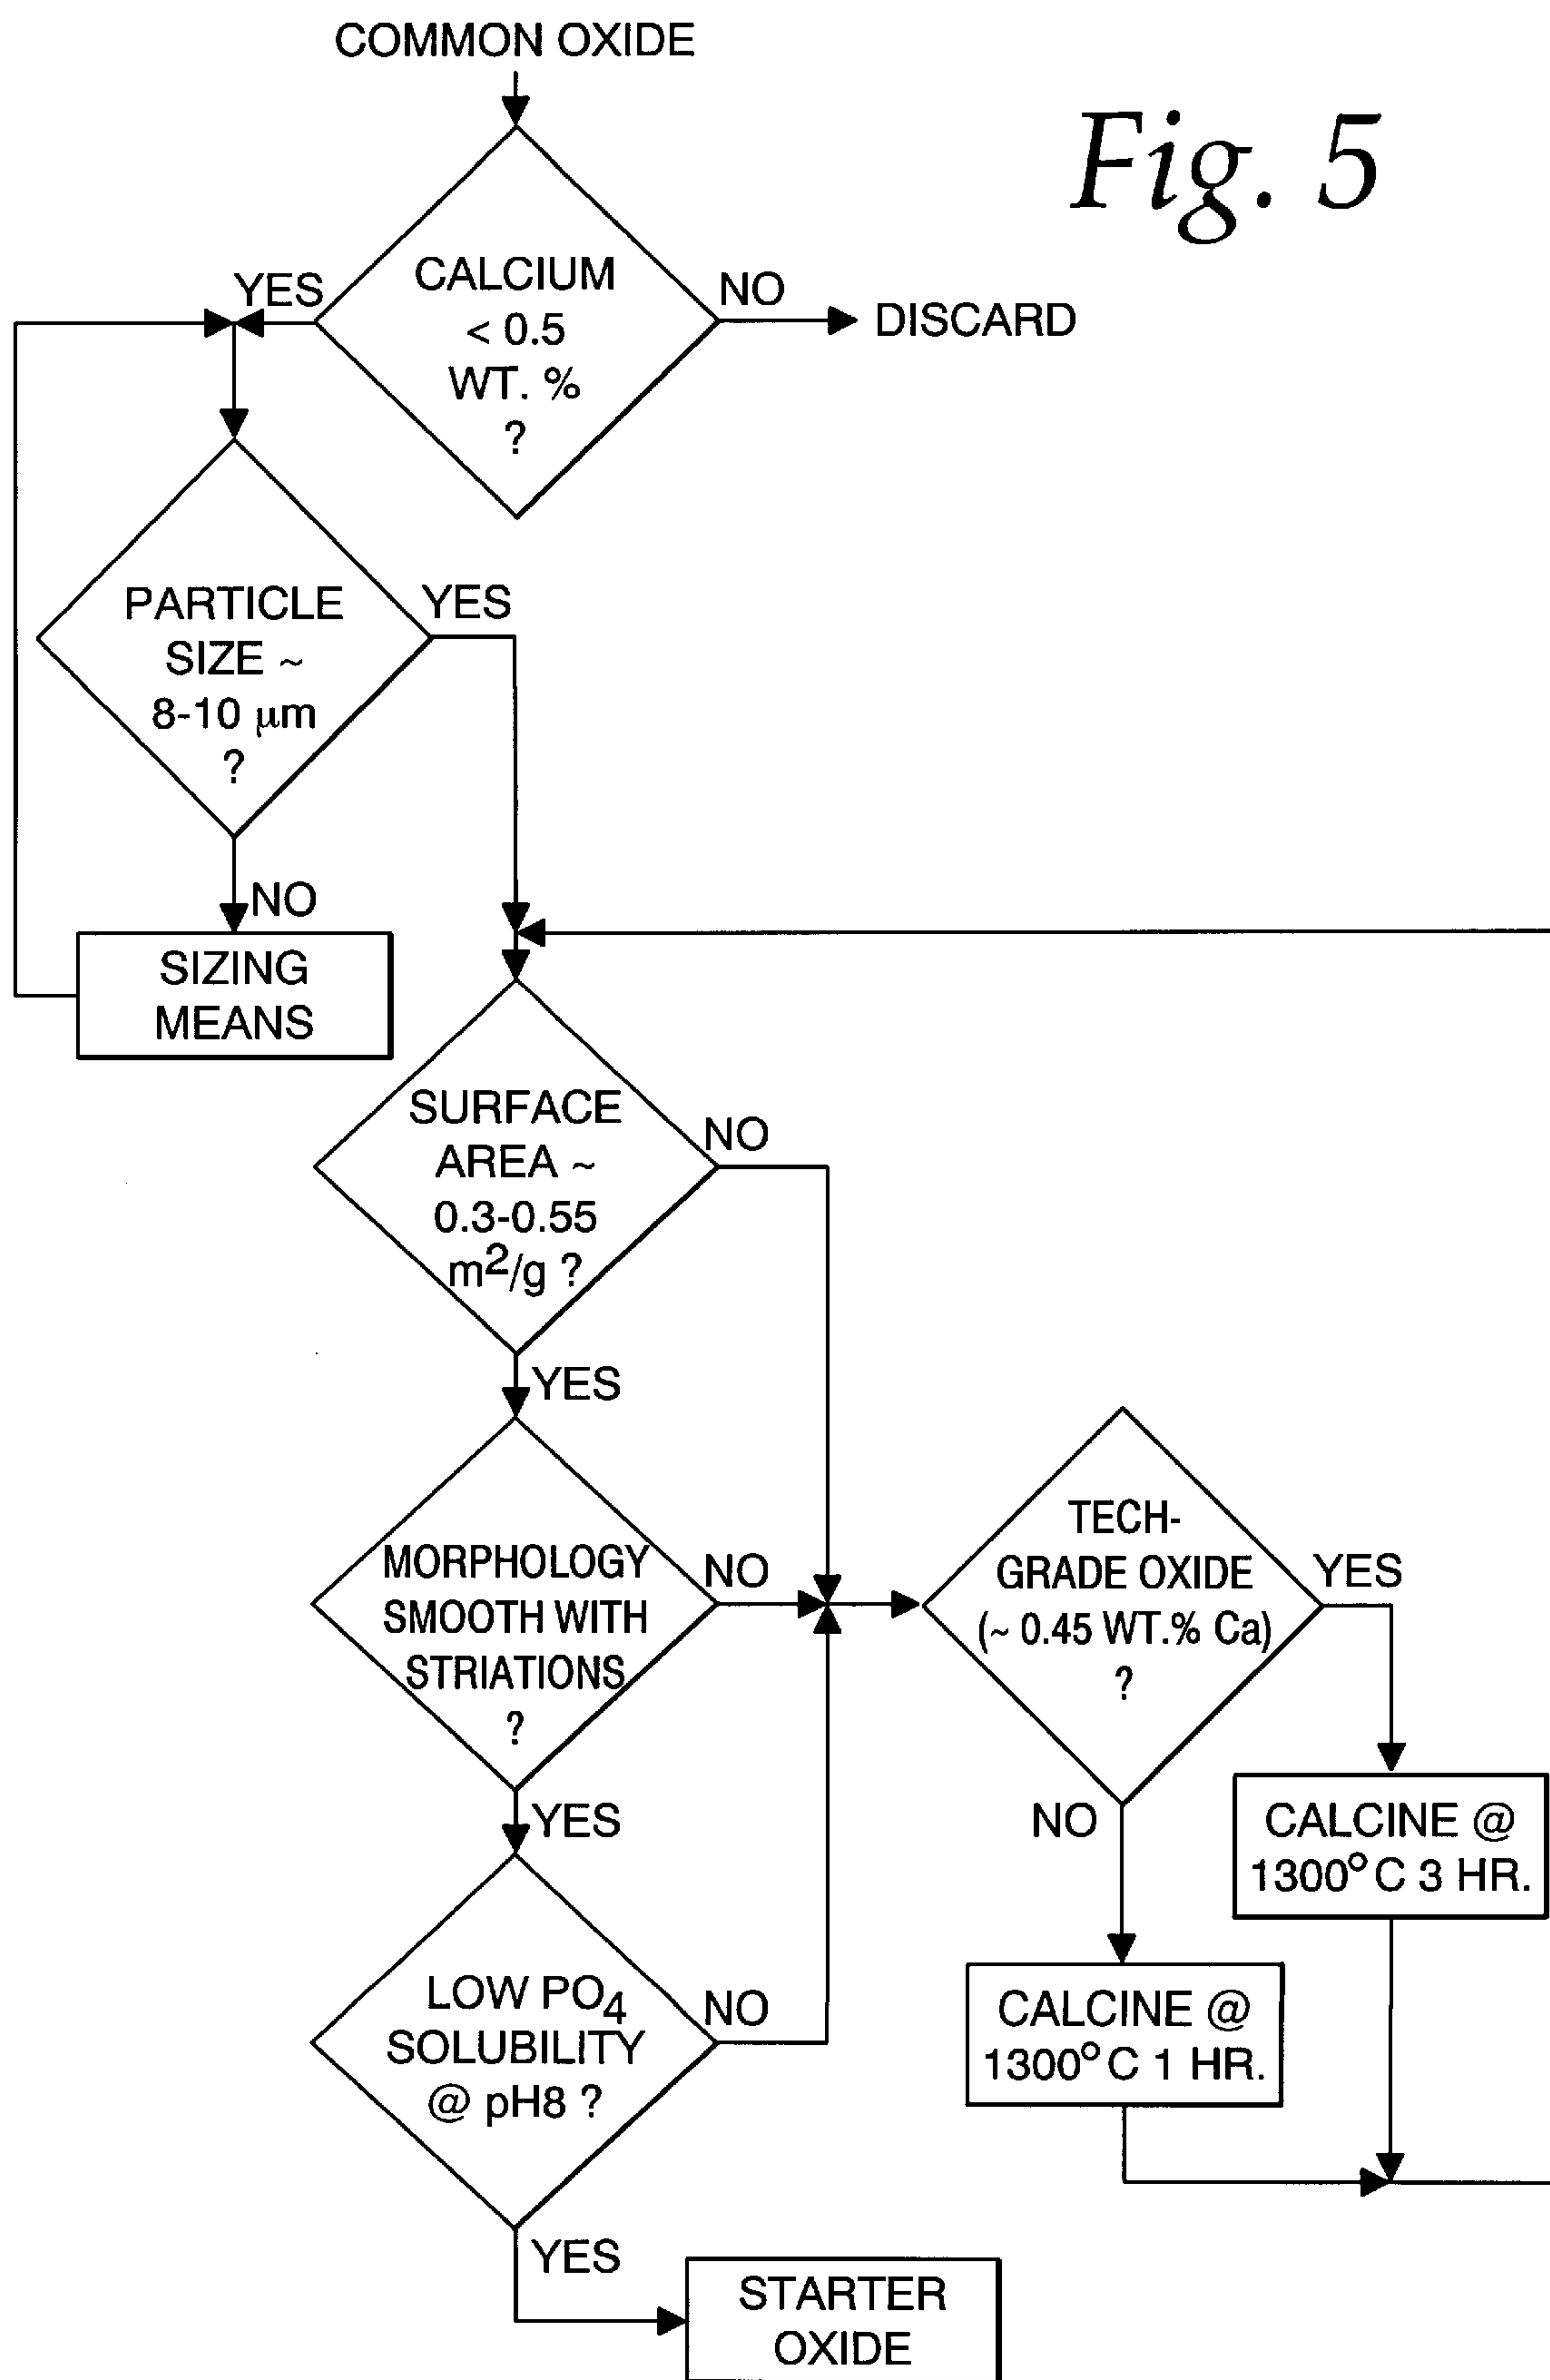 COMMON OXIDE
Fig. 5
CALCIUM
< 0.5
WT. %
?
YES
NO
DISCARD
PARTICLE
SIZE ~
8-10 µm
?
YES
NO
SIZING
MEANS
SURFACE
AREA ~
0.3-0.55
m²/g ?
NO
YES
MORPHOLOGY
SMOOTH WITH
STRIATIONS
?
NO
YES
TECH-
GRADE OXIDE
(~ 0.45 WT.% Ca)
?
YES
NO
CALCINE @
1300°C 3 HR.
CALCINE @
1300°C 1 HR.
LOW PO₄
SOLUBILITY
@ pH8 ?
NO
YES
STARTER
OXIDE